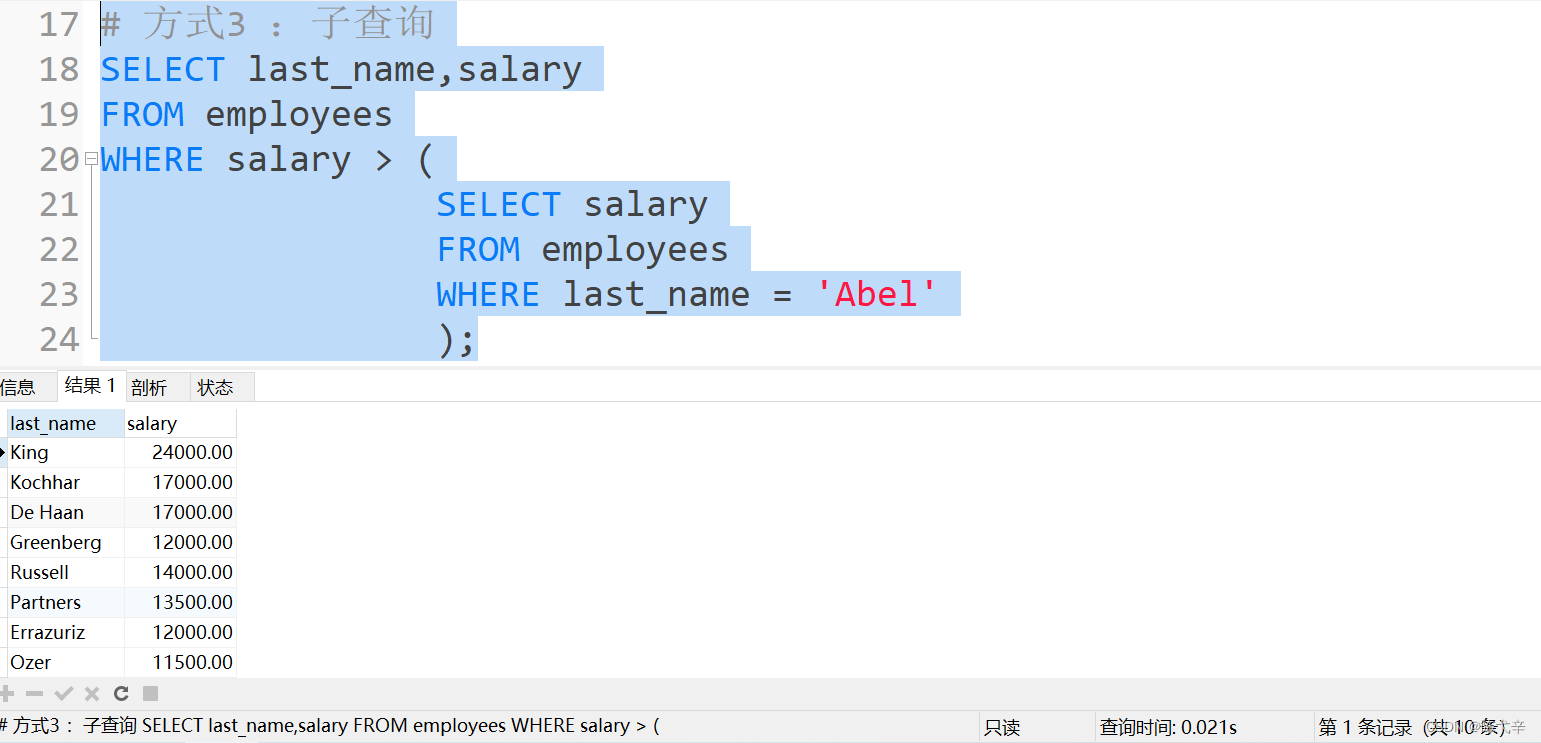 17 # 方式3 ：子查询
18 SELECT last_name,salary
19 FROM employees
20 WHERE salary > (
21 SELECT salary
22 FROM employees
23 WHERE last_name = 'Abel'
24 );
信息 结果 1 剖析 状态
last_name salary
King 24000.00
Kochhar 17000.00
De Haan 17000.00
Greenberg 12000.00
Russell 14000.00
Partners 13500.00
Errazuriz 12000.00
Ozer 11500.00
# 方式3 ：子查询 SELECT last_name,salary FROM employees WHERE salary > ( 只读 查询时间: 0.021s 第 1 条记录（共 10 条）